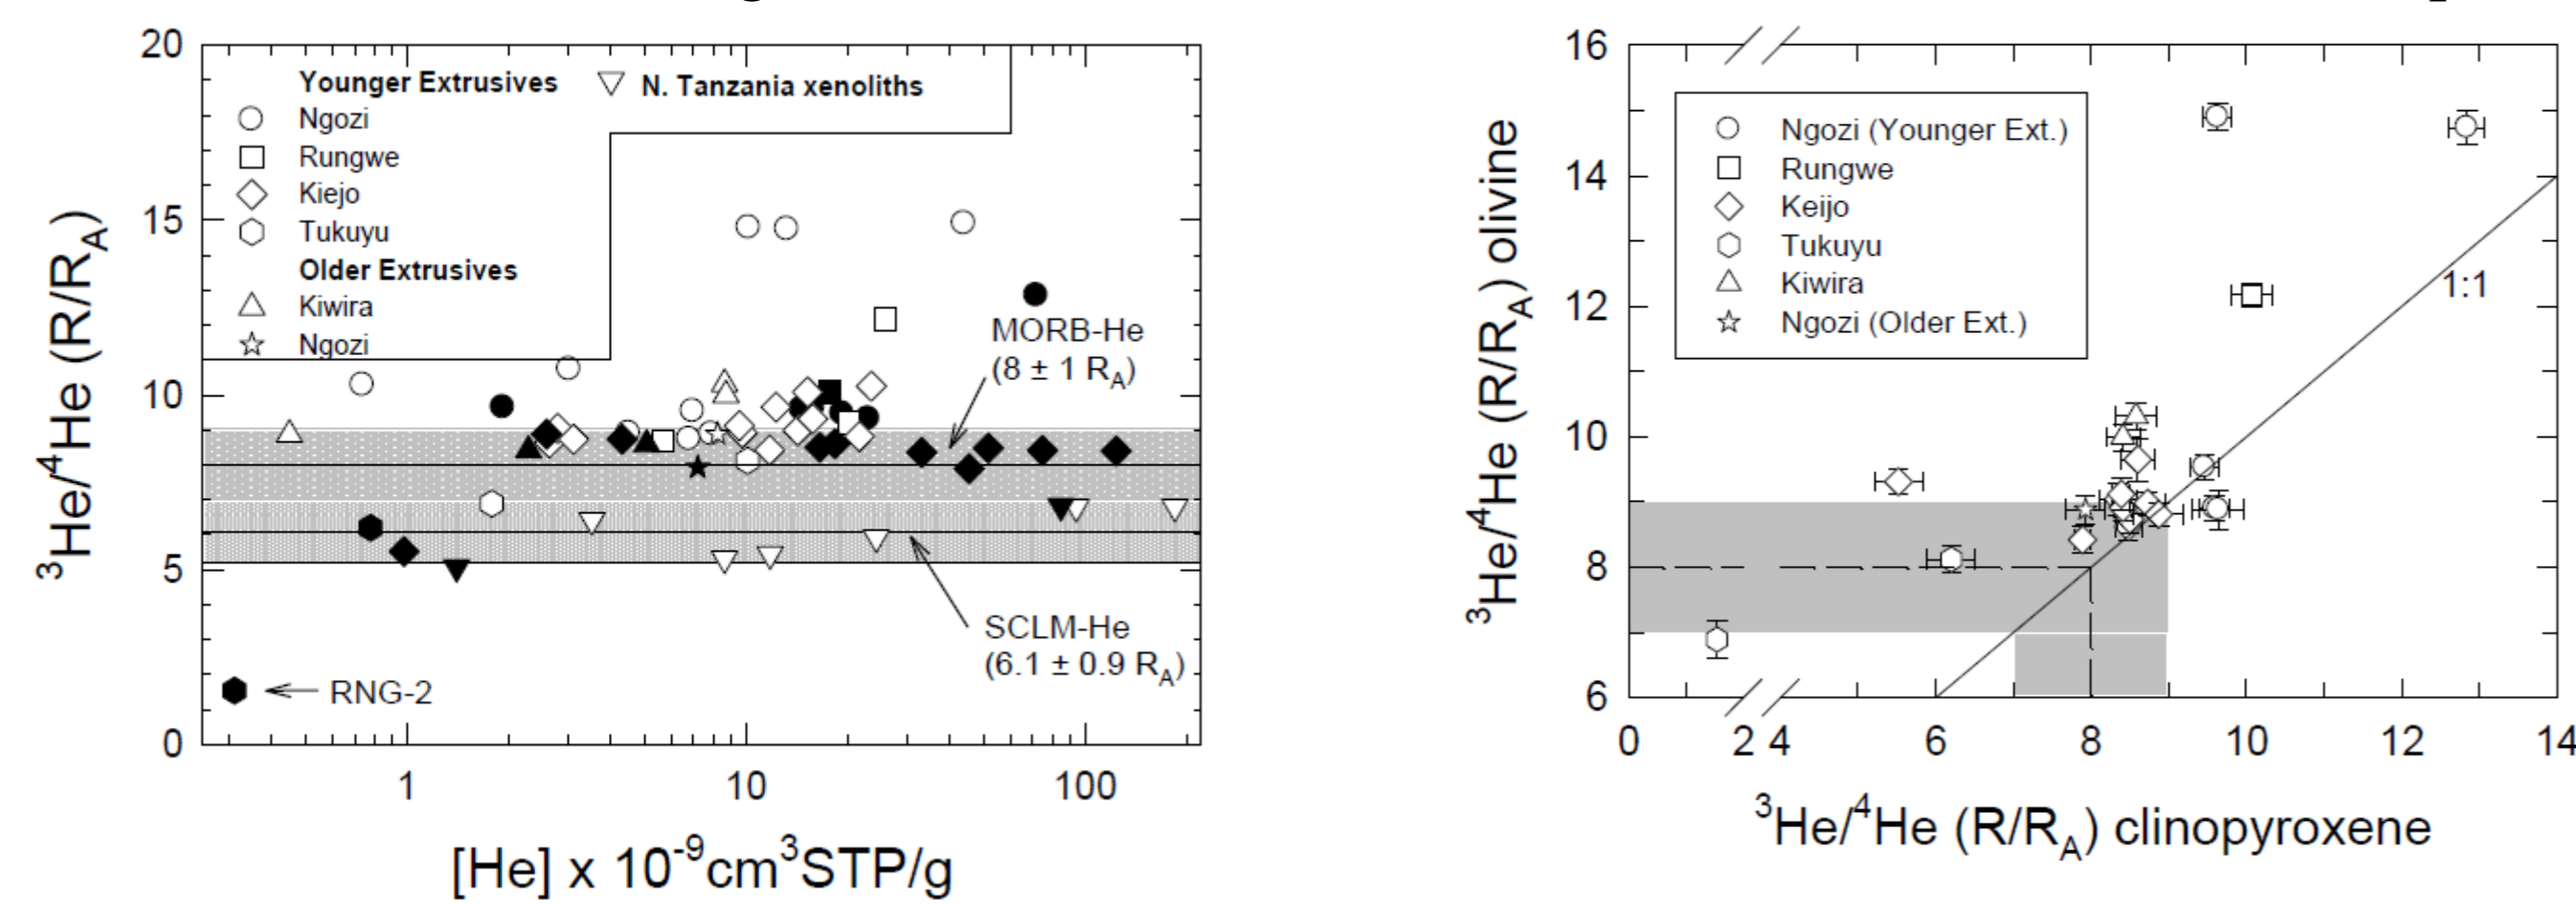 20
15
10
5
0
³He/⁴He (R/R_A)
Younger Extrusives
Ngozi
Rungwe
Kiejo
Tukuyu
Older Extrusives
Kiwira
Ngozi
N. Tanzania xenoliths
MORB-He
(8 ± 1 R_A)
SCLM-He
(6.1 ± 0.9 R_A)
RNG-2
1 10 100
[He] x 10⁻⁹cm³STP/g
16
14
12
10
8
6
³He/⁴He (R/R_A) olivine
Ngozi (Younger Ext.)
Rungwe
Keijo
Tukuyu
Kiwira
Ngozi (Older Ext.)
1:1
0 2 4 6 8 10 12 14
³He/⁴He (R/R_A) clinopyroxene